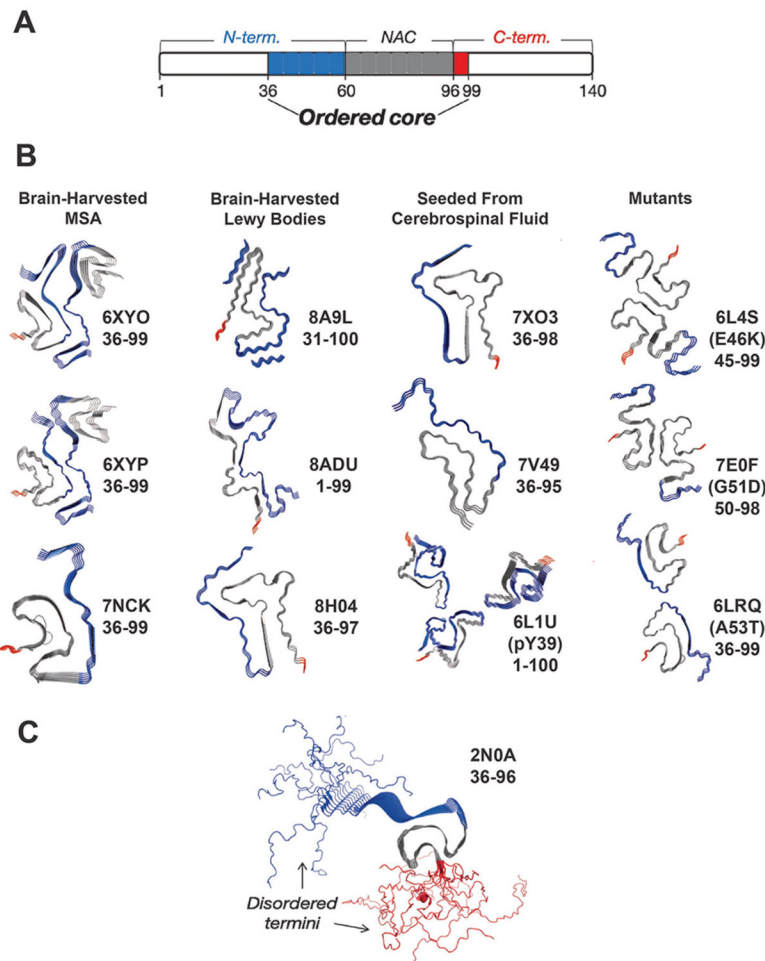 A
N-term. NAC C-term.
1 36 60 96 99 140
Ordered core
B
Brain-Harvested
MSA
Brain-Harvested
Lewy Bodies
Seeded From
Cerebrospinal Fluid
Mutants
6XYO
36-99
8A9L
31-100
7XO3
36-98
6L4S
(E46K)
45-99
6XYP
36-99
8ADU
1-99
7V49
36-95
7E0F
(G51D)
50-98
7NCK
36-99
8H04
36-97
6L1U
(pY39)
1-100
6LRQ
(A53T)
36-99
C
2N0A
36-96
Disordered
termini